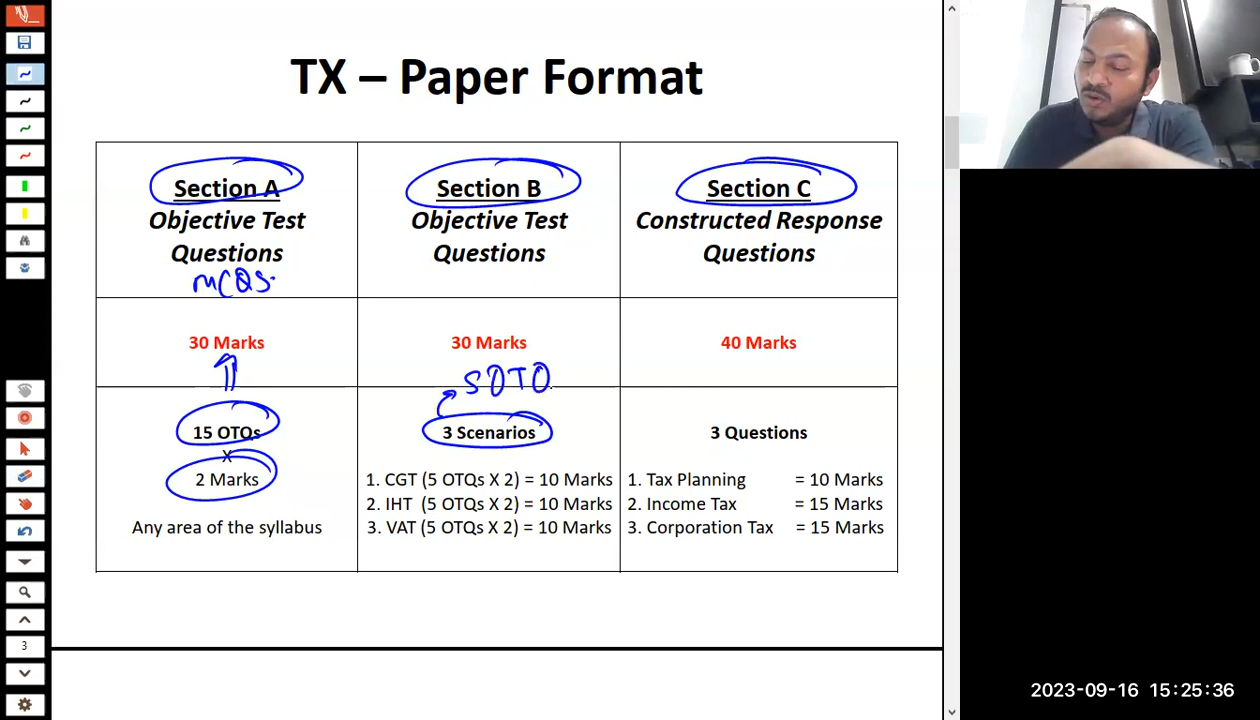 TX – Paper Format
Section A
Objective Test
Questions
MCQs.
30 Marks
15 OTQs
X
2 Marks
Any area of the syllabus
Section B
Objective Test
Questions
30 Marks
SOTQ
3 Scenarios
1. CGT (5 OTQs X 2) = 10 Marks
2. IHT (5 OTQs X 2) = 10 Marks
3. VAT (5 OTQs X 2) = 10 Marks
Section C
Constructed Response
Questions
40 Marks
3 Questions
1. Tax Planning = 10 Marks
2. Income Tax = 15 Marks
3. Corporation Tax = 15 Marks
3
2023-09-16 15:25:36